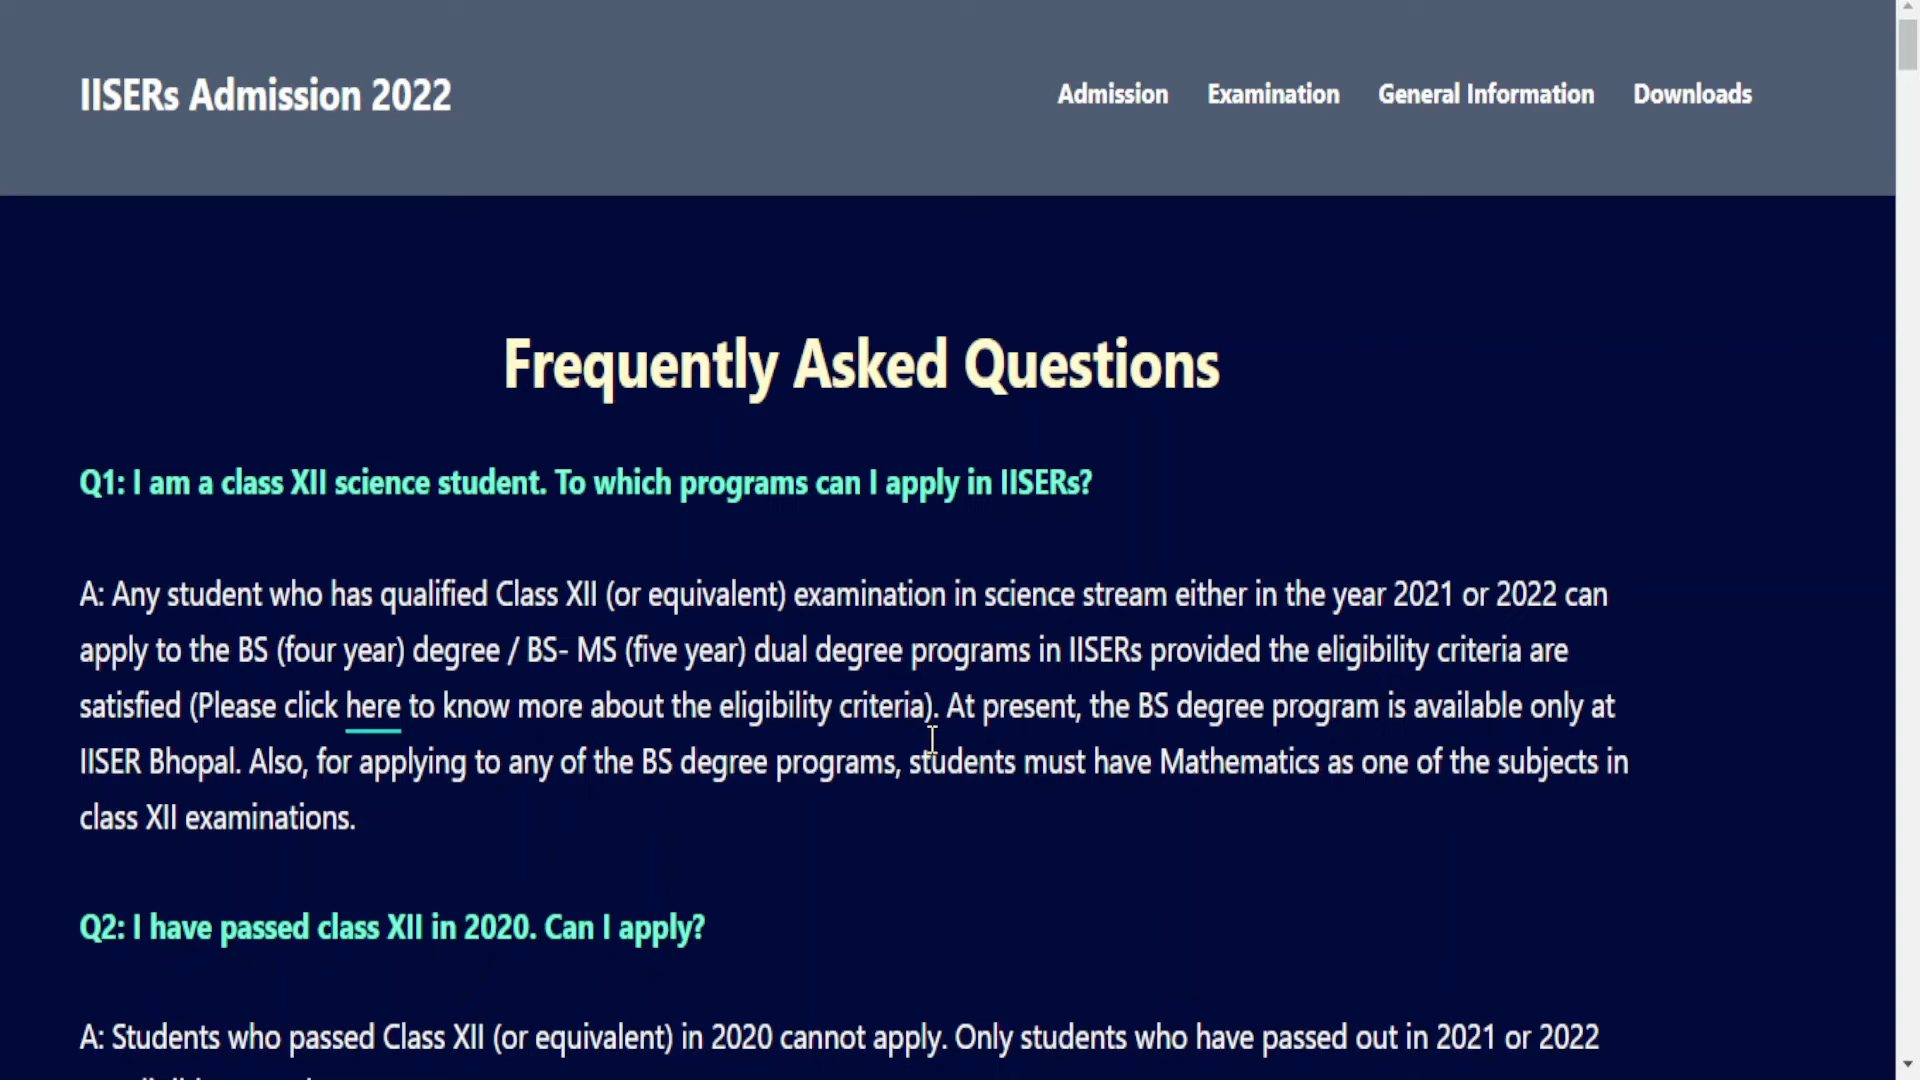 IISERs Admission 2022
Admission Examination General Information Downloads
Frequently Asked Questions
Q1: I am a class XII science student. To which programs can I apply in IISERs?
A: Any student who has qualified Class XII (or equivalent) examination in science stream either in the year 2021 or 2022 can
apply to the BS (four year) degree / BS- MS (five year) dual degree programs in IISERs provided the eligibility criteria are
satisfied (Please click here to know more about the eligibility criteria). At present, the BS degree program is available only at
IISER Bhopal. Also, for applying to any of the BS degree programs, students must have Mathematics as one of the subjects in
class XII examinations.
Q2: I have passed class XII in 2020. Can I apply?
A: Students who passed Class XII (or equivalent) in 2020 cannot apply. Only students who have passed out in 2021 or 2022